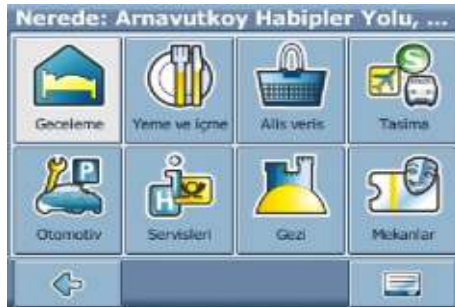 Nerede: Arnavutkoy Habipler Yolu, ...
Geceleme
Yeme ve içme
Alis veris
Tasima
P
S
Otomotiv
H
Servisleri
Gezi
Mekanlar